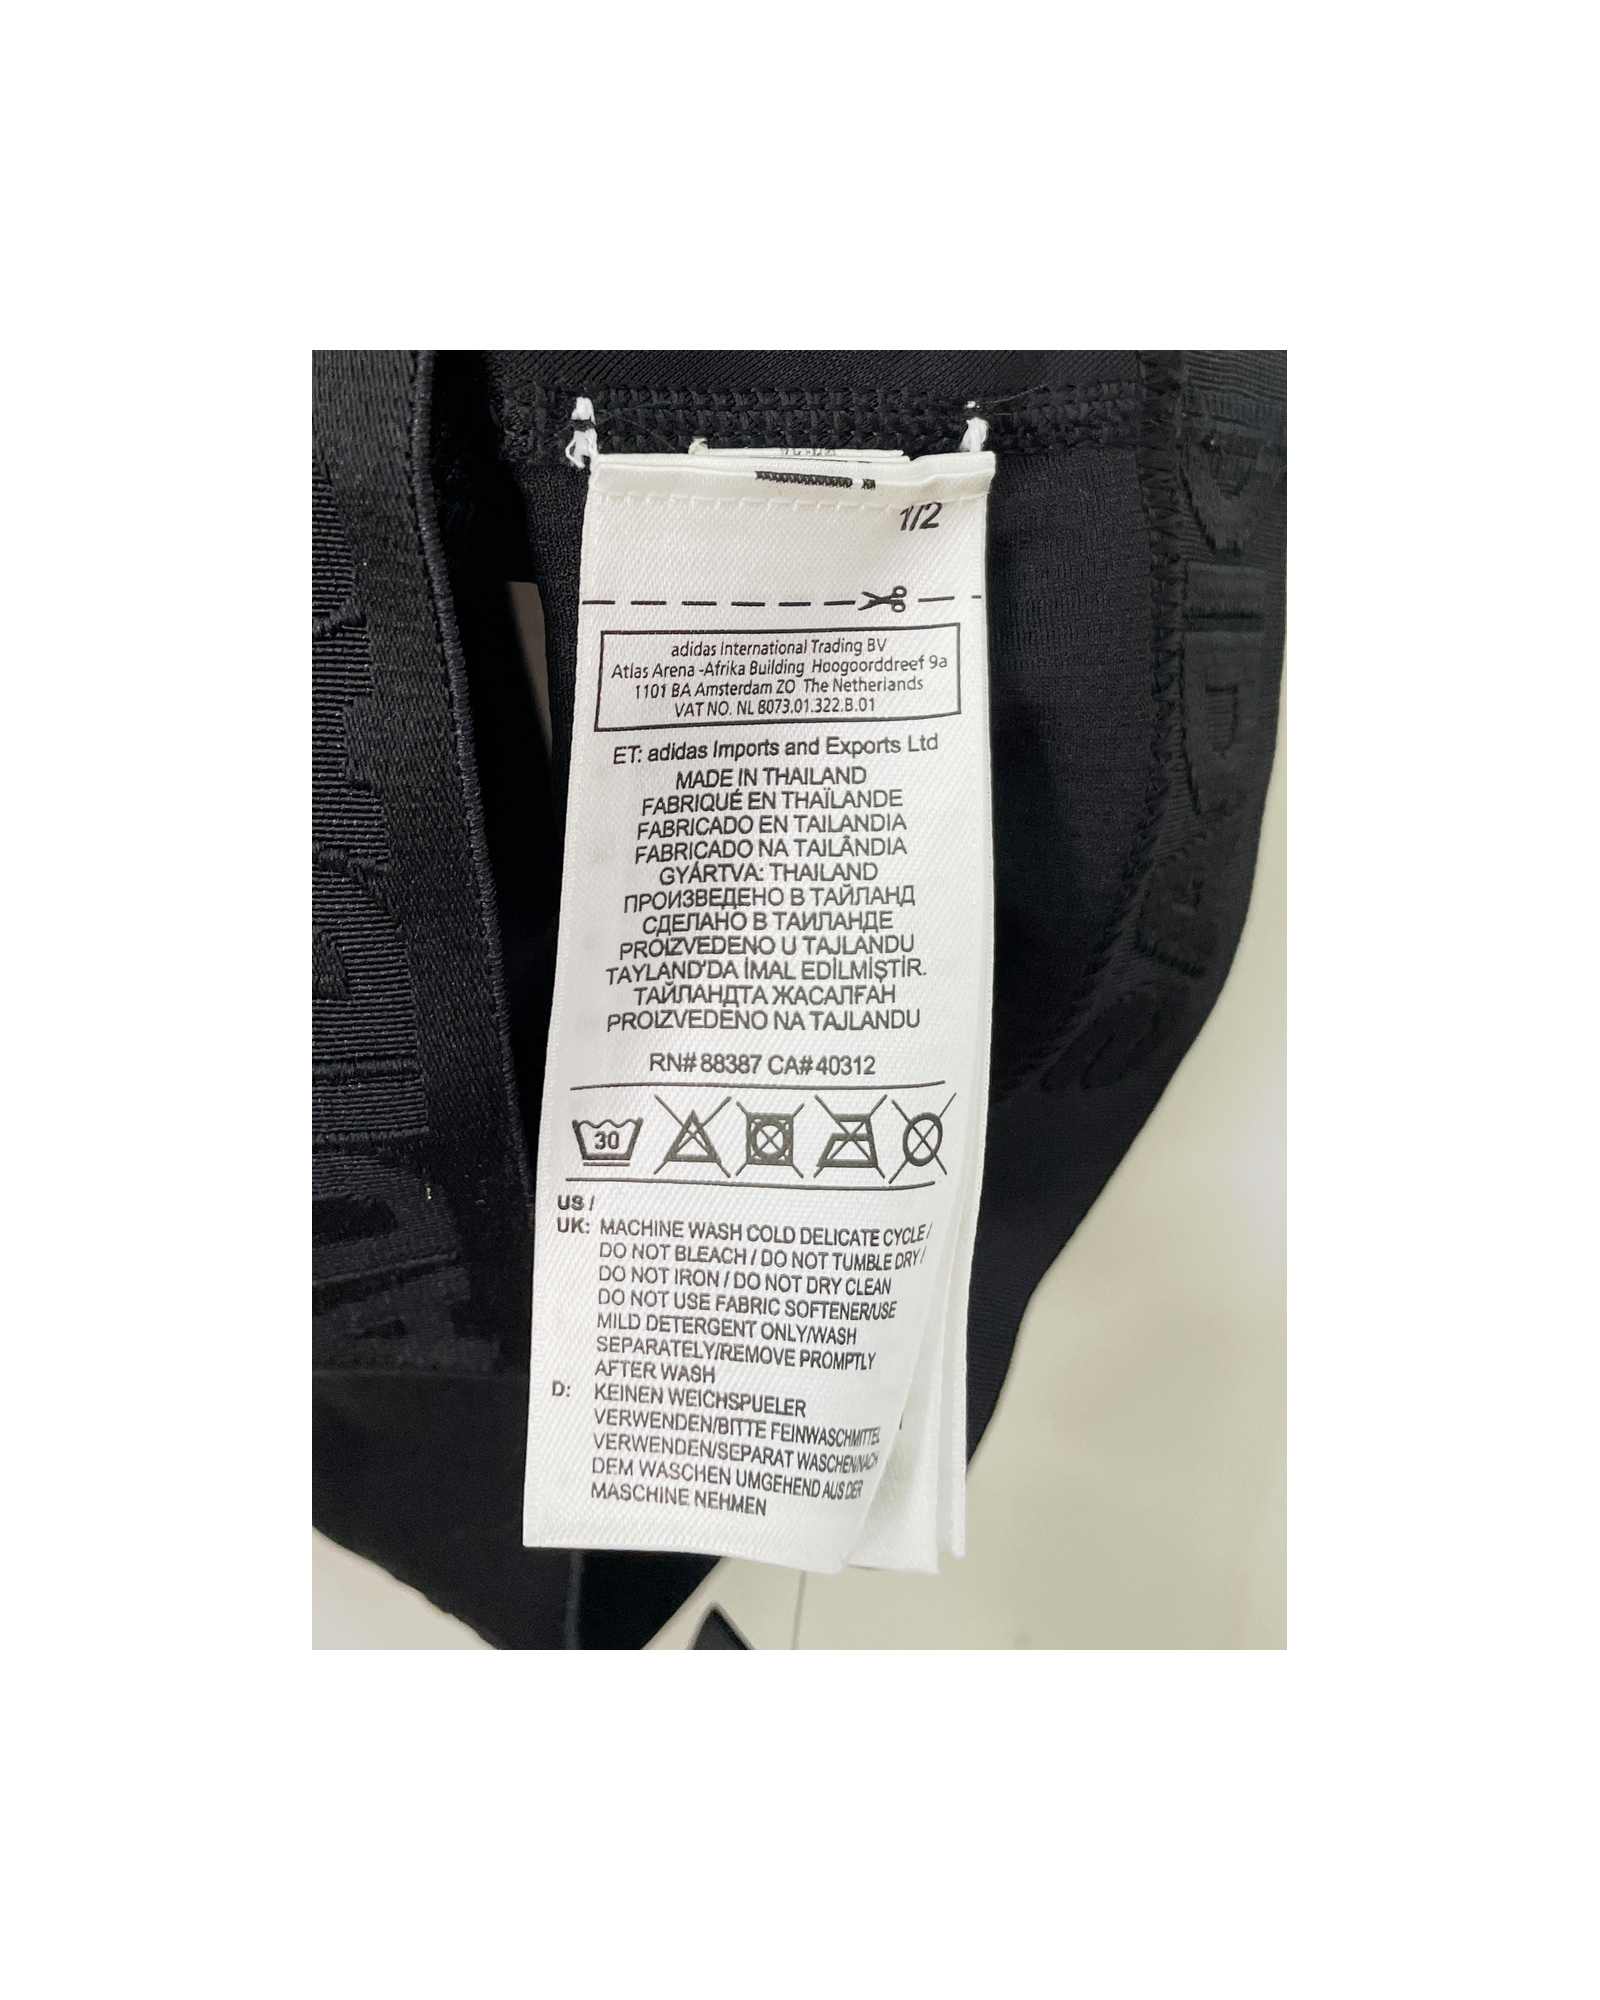 1/2
adidas International Trading BV
Atlas Arena -Afrika Building Hoogoorddreef 9a
1101 BA Amsterdam ZO The Netherlands
VAT NO. NL 8073.01.322.B.01
ET: adidas Imports and Exports Ltd
MADE IN THAILAND
FABRIQUÉ EN THAÏLANDE
FABRICADO EN TAILANDIA
FABRICADO NA TAILÂNDIA
GYÁRTVA: THAILAND
ПРОИЗВЕДЕНО В ТАЙЛАНД
СДЕЛАНО В ТАИЛАНДЕ
PROIZVEDENO U TAJLANDU
TAYLAND'DA İMAL EDİLMİŞTİR.
ТАЙЛАНДТА ЖАСАЛҒАН
PROIZVEDENO NA TAJLANDU
RN# 88387 CA# 40312
30
US /
UK: MACHINE WASH COLD DELICATE CYCLE /
DO NOT BLEACH / DO NOT TUMBLE DRY /
DO NOT IRON / DO NOT DRY CLEAN
DO NOT USE FABRIC SOFTENER/USE
MILD DETERGENT ONLY/WASH
SEPARATELY/REMOVE PROMPTLY
AFTER WASH
D: KEINEN WEICHSPUELER
VERWENDEN/BITTE FEINWASCHMITTEL
VERWENDEN/SEPARAT WASCHEN/NACH
DEM WASCHEN UMGEHEND AUS DER
MASCHINE NEHMEN